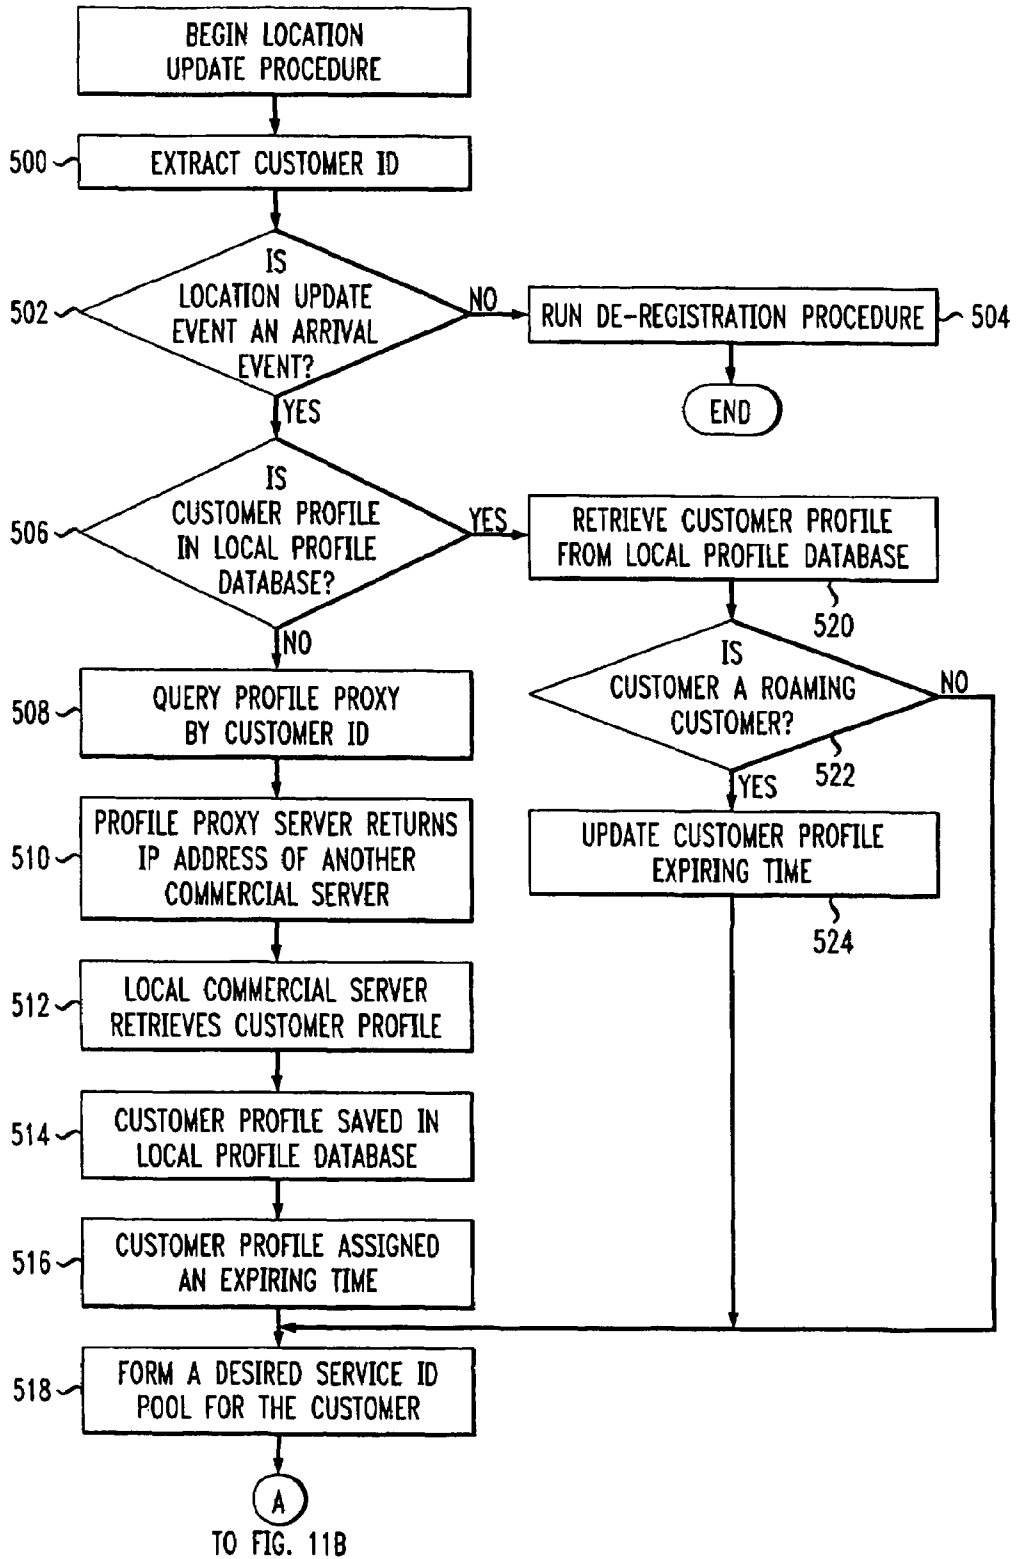 BEGIN LOCATION
UPDATE PROCEDURE
500
EXTRACT CUSTOMER ID
502
IS
LOCATION UPDATE
EVENT AN ARRIVAL
EVENT?
NO
RUN DE-REGISTRATION PROCEDURE
504
END
YES
506
IS
CUSTOMER PROFILE
IN LOCAL PROFILE
DATABASE?
YES
RETRIEVE CUSTOMER PROFILE
FROM LOCAL PROFILE DATABASE
520
NO
508
QUERY PROFILE PROXY
BY CUSTOMER ID
IS
CUSTOMER A ROAMING
CUSTOMER?
NO
522
YES
510
PROFILE PROXY SERVER RETURNS
IP ADDRESS OF ANOTHER
COMMERCIAL SERVER
UPDATE CUSTOMER PROFILE
EXPIRING TIME
524
512
LOCAL COMMERCIAL SERVER
RETRIEVES CUSTOMER PROFILE
514
CUSTOMER PROFILE SAVED IN
LOCAL PROFILE DATABASE
516
CUSTOMER PROFILE ASSIGNED
AN EXPIRING TIME
518
FORM A DESIRED SERVICE ID
POOL FOR THE CUSTOMER
A
TO FIG. 11B